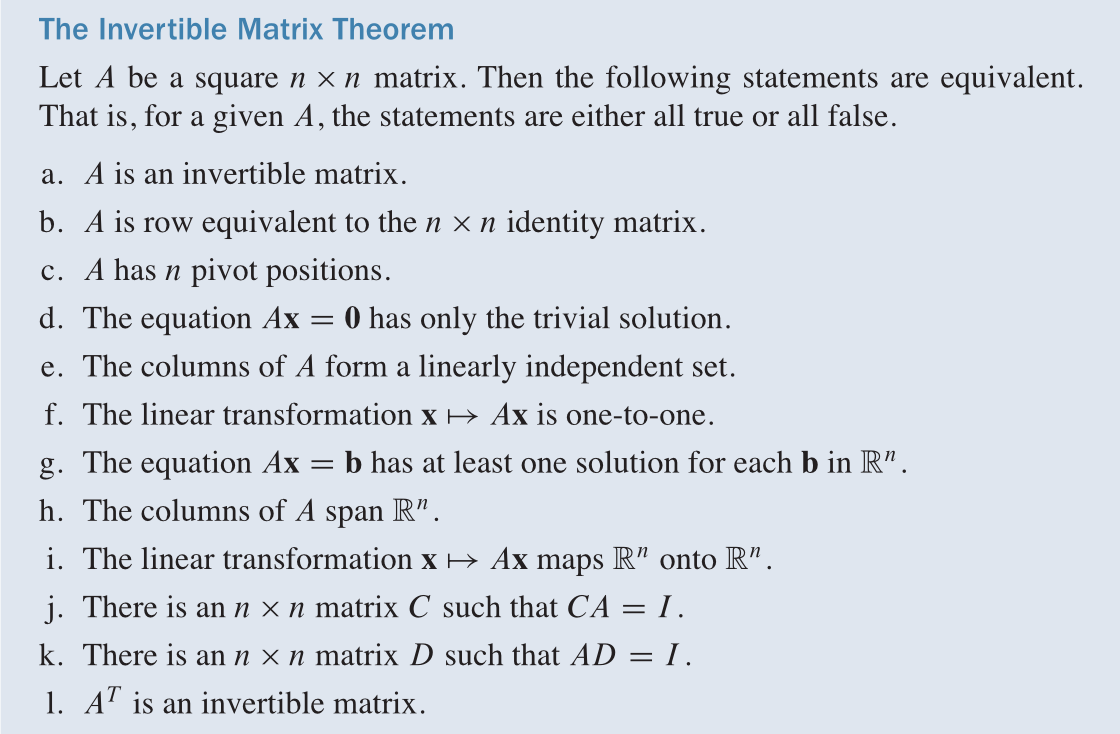 The Invertible Matrix Theorem
Let A be a square n × n matrix. Then the following statements are equivalent.
That is, for a given A, the statements are either all true or all false.
a. A is an invertible matrix.
b. A is row equivalent to the n × n identity matrix.
c. A has n pivot positions.
d. The equation Ax = 0 has only the trivial solution.
e. The columns of A form a linearly independent set.
f. The linear transformation x ↦ Ax is one-to-one.
g. The equation Ax = b has at least one solution for each b in ℝⁿ.
h. The columns of A span ℝⁿ.
i. The linear transformation x ↦ Ax maps ℝⁿ onto ℝⁿ.
j. There is an n × n matrix C such that CA = I.
k. There is an n × n matrix D such that AD = I.
l. Aᵀ is an invertible matrix.